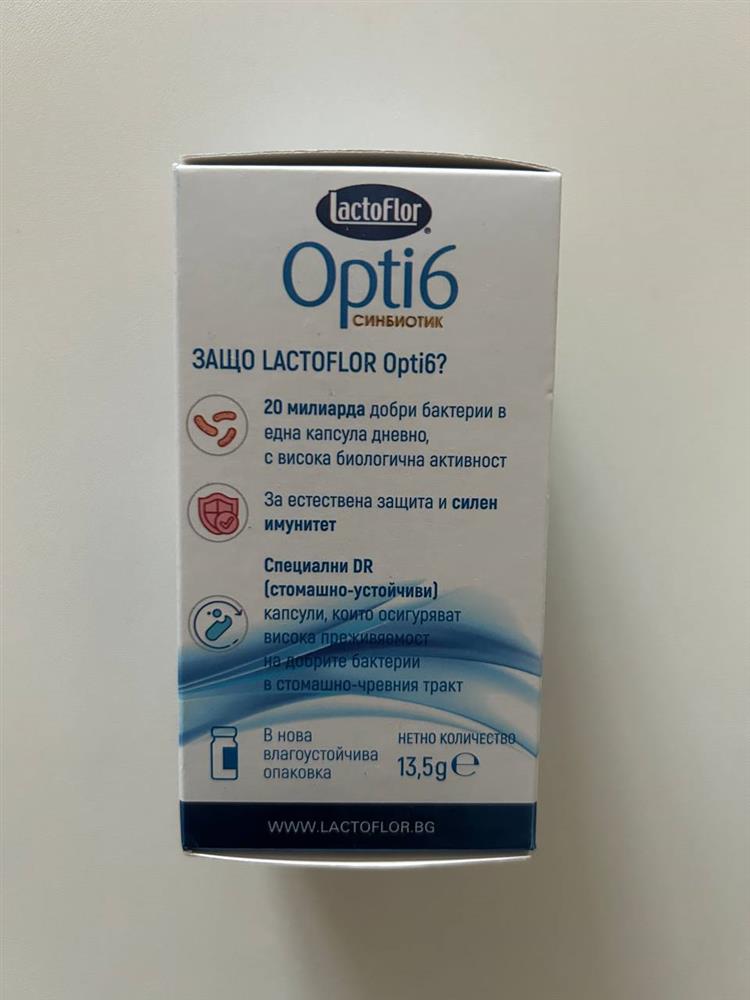 LactoFlor®
Opti6
СИНБИОТИК
ЗАЩО LACTOFLOR Opti6?
20 милиарда добри бактерии в
една капсула дневно,
с висока биологична активност
За естествена защита и силен
имунитет
Специални DR
(стомашно-устойчиви)
капсули, които осигуряват
висока преживяемост
на добрите бактерии
в стомашно-чревния тракт
В нова
влагоустойчива
опаковка
НЕТНО КОЛИЧЕСТВО
13,5g℮
WWW.LACTOFLOR.BG